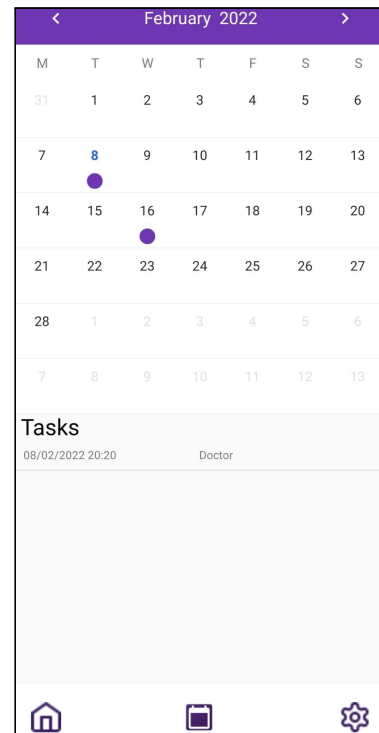 < February 2022 >
M T W T F S S
31 1 2 3 4 5 6
7 8 9 10 11 12 13
14 15 16 17 18 19 20
21 22 23 24 25 26 27
28 1 2 3 4 5 6
7 8 9 10 11 12 13
Tasks
08/02/2022 20:20 Doctor